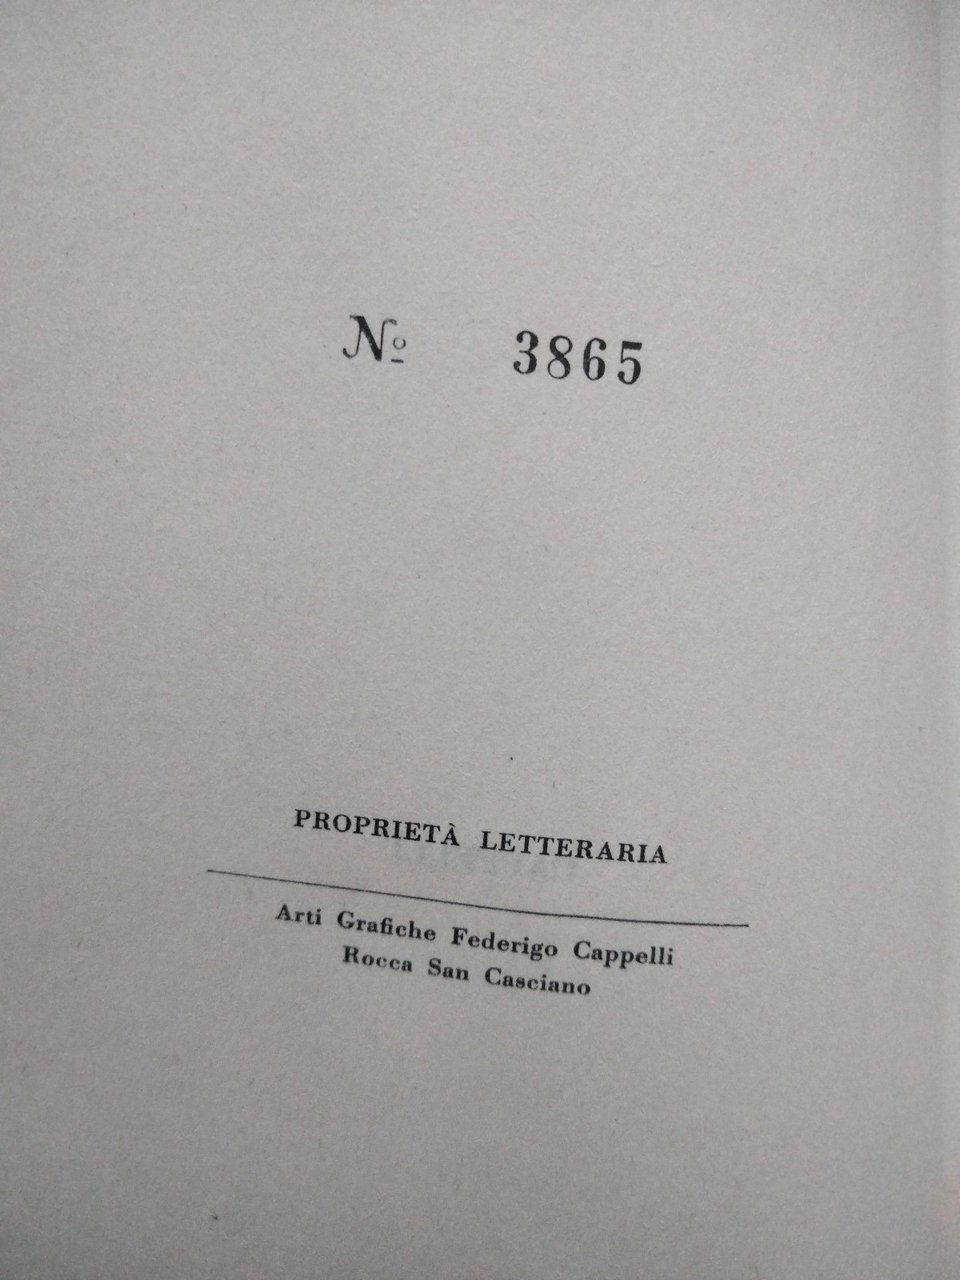 Nº 3865
PROPRIETÀ LETTERARIA
Arti Grafiche Federigo Cappelli
Rocca San Casciano